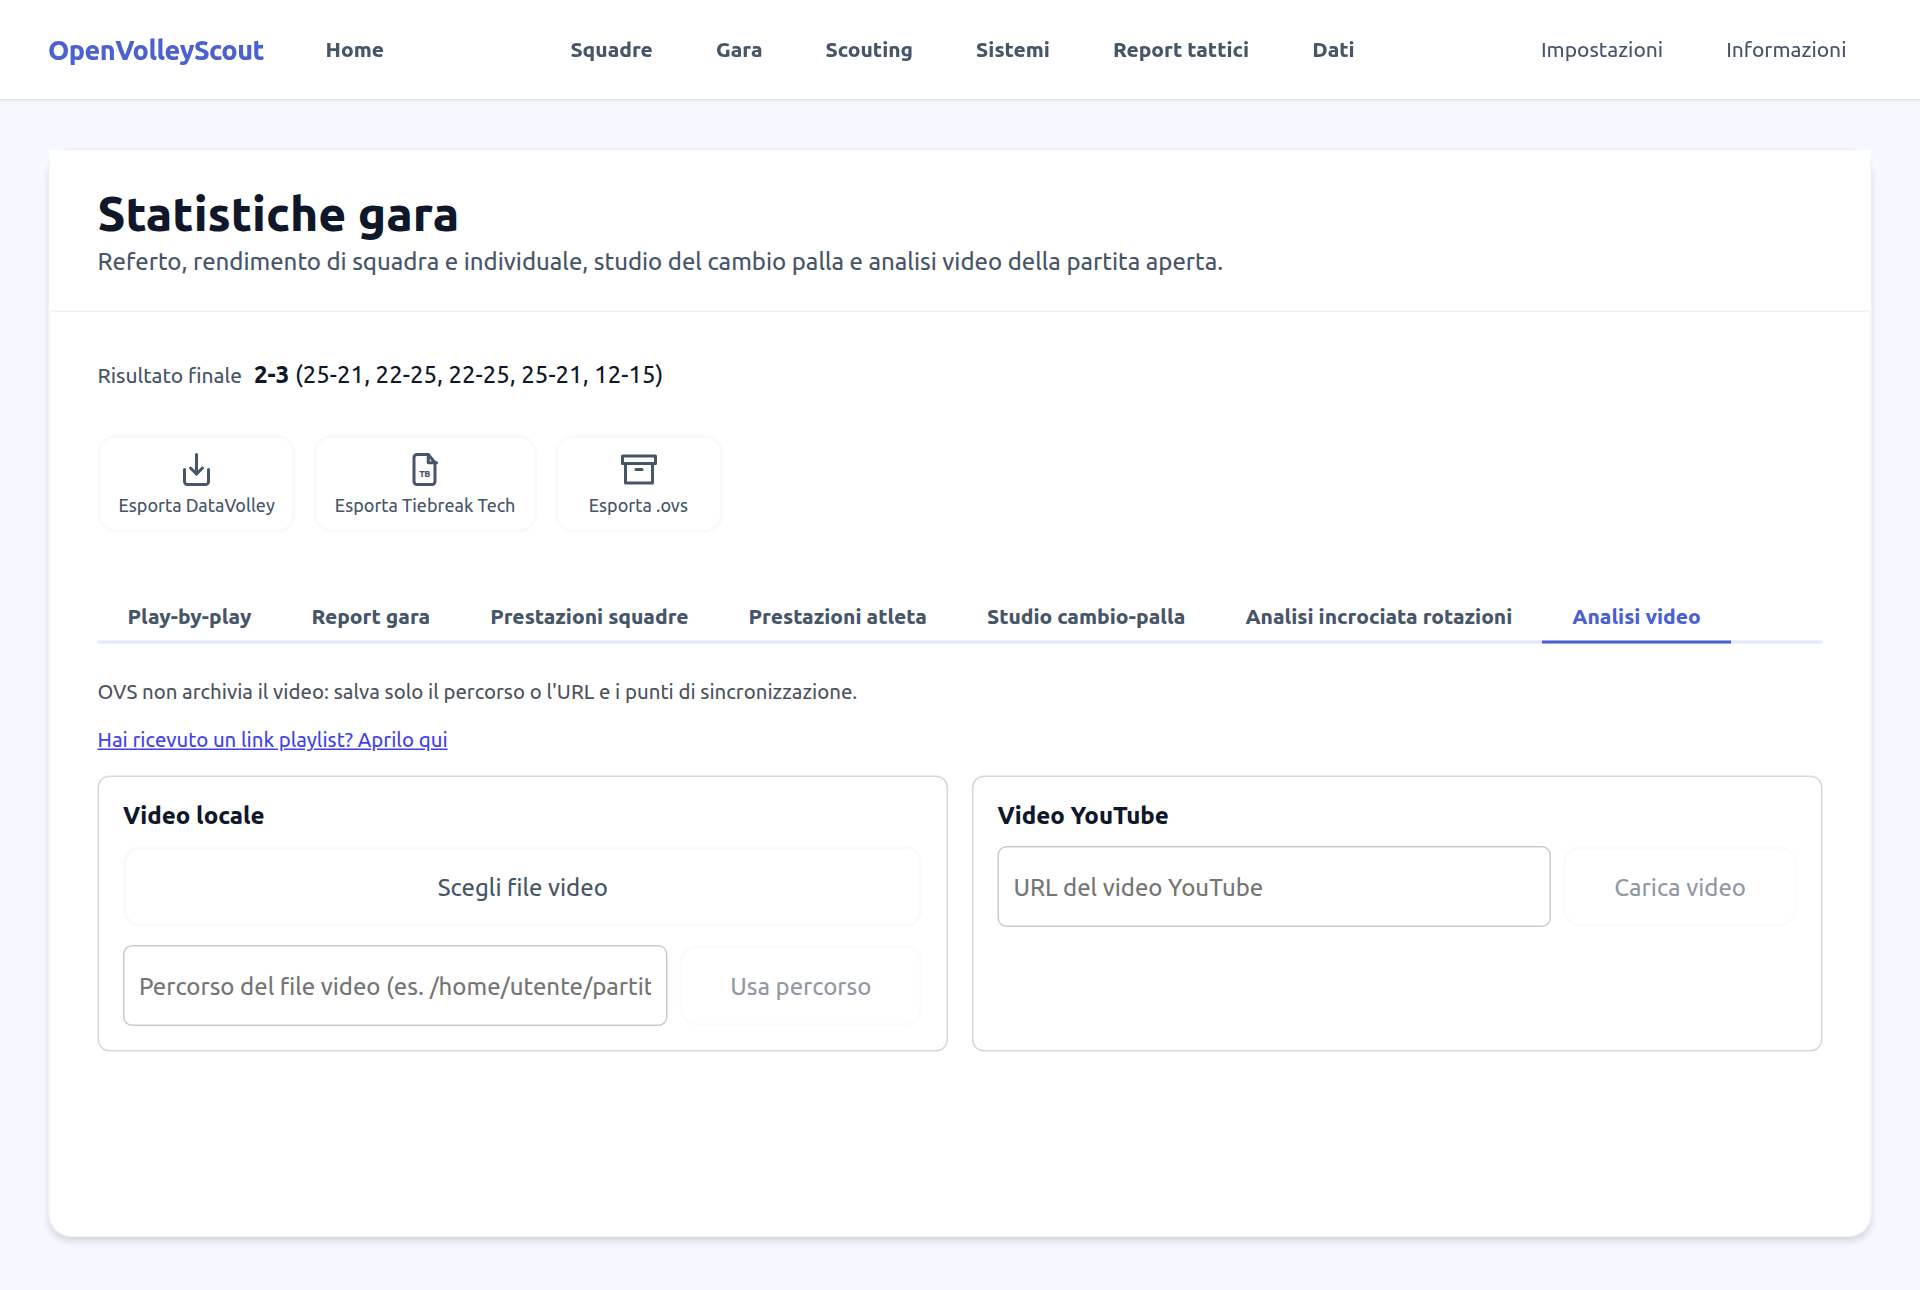 OpenVolleyScout
Home
Squadre
Gara
Scouting
Sistemi
Report tattici
Dati
Impostazioni
Informazioni
Statistiche gara
Referto, rendimento di squadra e individuale, studio del cambio palla e analisi video della partita aperta.
Risultato finale 2-3 (25-21, 22-25, 22-25, 25-21, 12-15)
Esporta DataVolley
TB
Esporta Tiebreak Tech
Esporta .ovs
Play-by-play
Report gara
Prestazioni squadre
Prestazioni atleta
Studio cambio-palla
Analisi incrociata rotazioni
Analisi video
OVS non archivia il video: salva solo il percorso o l'URL e i punti di sincronizzazione.
Hai ricevuto un link playlist? Aprilo qui
Video locale
Scegli file video
Percorso del file video (es. /home/utente/partit
Usa percorso
Video YouTube
URL del video YouTube
Carica video